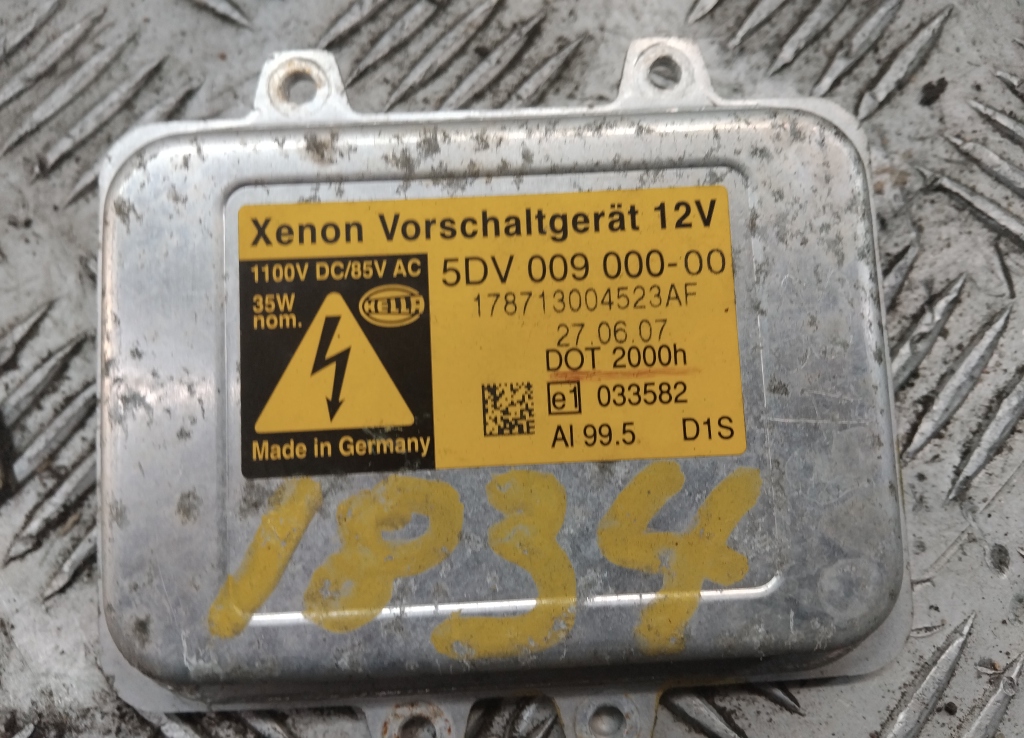 Xenon Vorschaltgerät 12V
1100V DC/85V AC
35W
nom.
HELLA
Made in Germany
5DV 009 000-00
178713004523AF
27.06.07
DOT 2000h
e1 033582
Al 99.5 D1S
1834